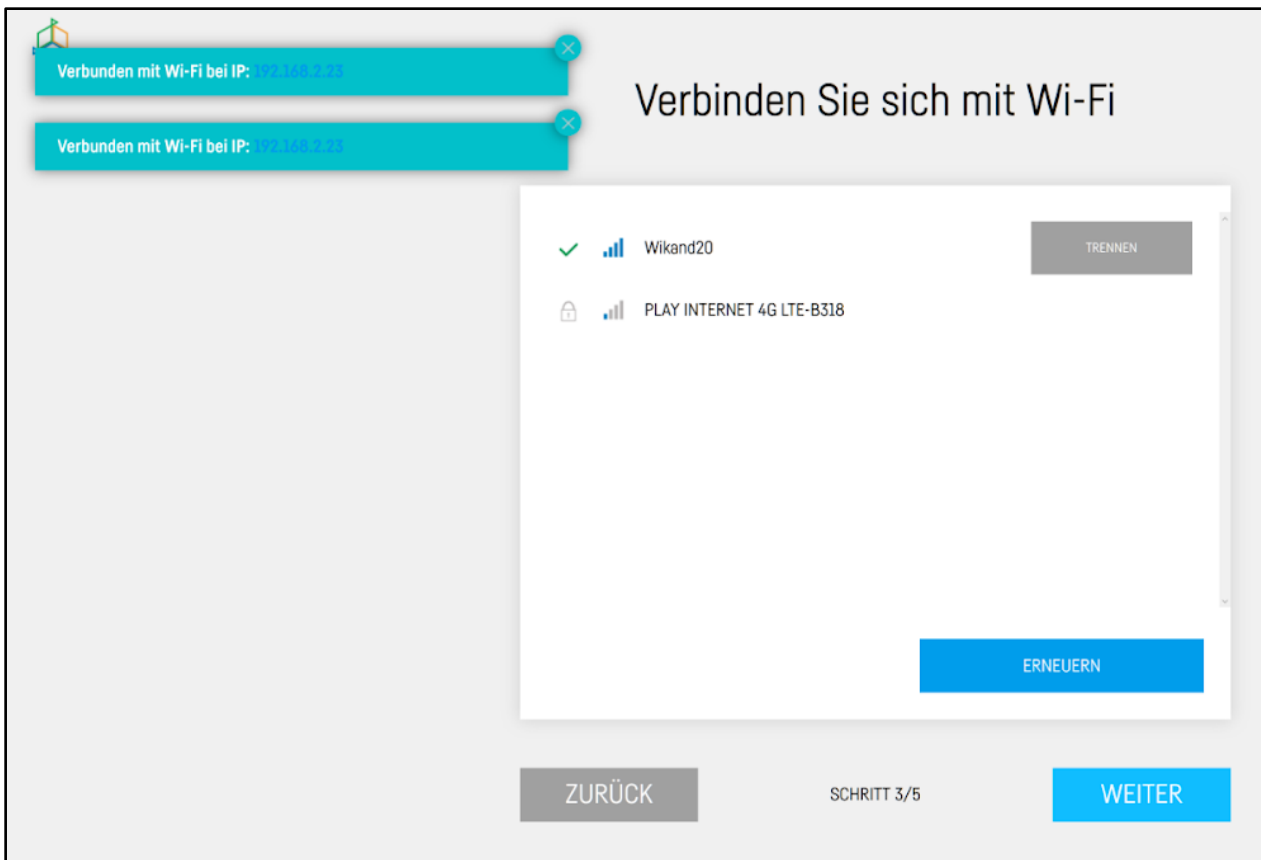 Verbunden mit Wi-Fi bei IP: 192.168.2.23
Verbunden mit Wi-Fi bei IP: 192.168.2.23
Verbinden Sie sich mit Wi-Fi
Wikand20
TRENNEN
PLAY INTERNET 4G LTE-B318
ERNEUERN
ZURÜCK
SCHRITT 3/5
WEITER